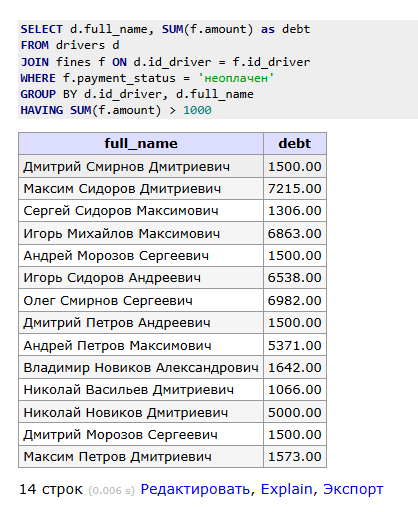 SELECT d.full_name, SUM(f.amount) as debt
FROM drivers d
JOIN fines f ON d.id_driver = f.id_driver
WHERE f.payment_status = 'неоплачен'
GROUP BY d.id_driver, d.full_name
HAVING SUM(f.amount) > 1000
full_name debt
Дмитрий Смирнов Дмитриевич 1500.00
Максим Сидоров Дмитриевич 7215.00
Сергей Сидоров Максимович 1306.00
Игорь Михайлов Максимович 6863.00
Андрей Морозов Сергеевич 1500.00
Игорь Сидоров Андреевич 6538.00
Олег Смирнов Сергеевич 6982.00
Дмитрий Петров Андреевич 1500.00
Андрей Петров Максимович 5371.00
Владимир Новиков Александрович 1642.00
Николай Васильев Дмитриевич 1066.00
Николай Новиков Дмитриевич 5000.00
Дмитрий Морозов Сергеевич 1500.00
Максим Петров Дмитриевич 1573.00
14 строк (0.006 s) Редактировать, Explain, Экспорт